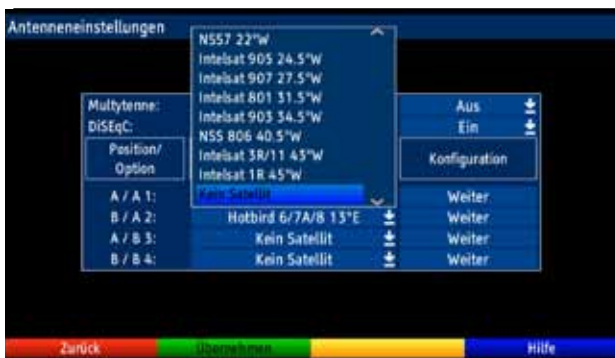 Antenneneinstellungen
NSS7 22°W
Intelsat 905 24.5°W
Intelsat 907 27.5°W
Intelsat 801 31.5°W
Intelsat 903 34.5°W
NSS 806 40.5°W
Intelsat 3R/11 43°W
Intelsat 1R 45°W
Kein Satellit
Multytenne: Aus
DiSEqC: Ein
Position/
Option
Konfiguration
A / A 1: Weiter
B / A 2: Hotbird 6/7A/8 13°E Weiter
A / B 3: Kein Satellit Weiter
B / B 4: Kein Satellit Weiter
Zurück Übernehmen Hilfe